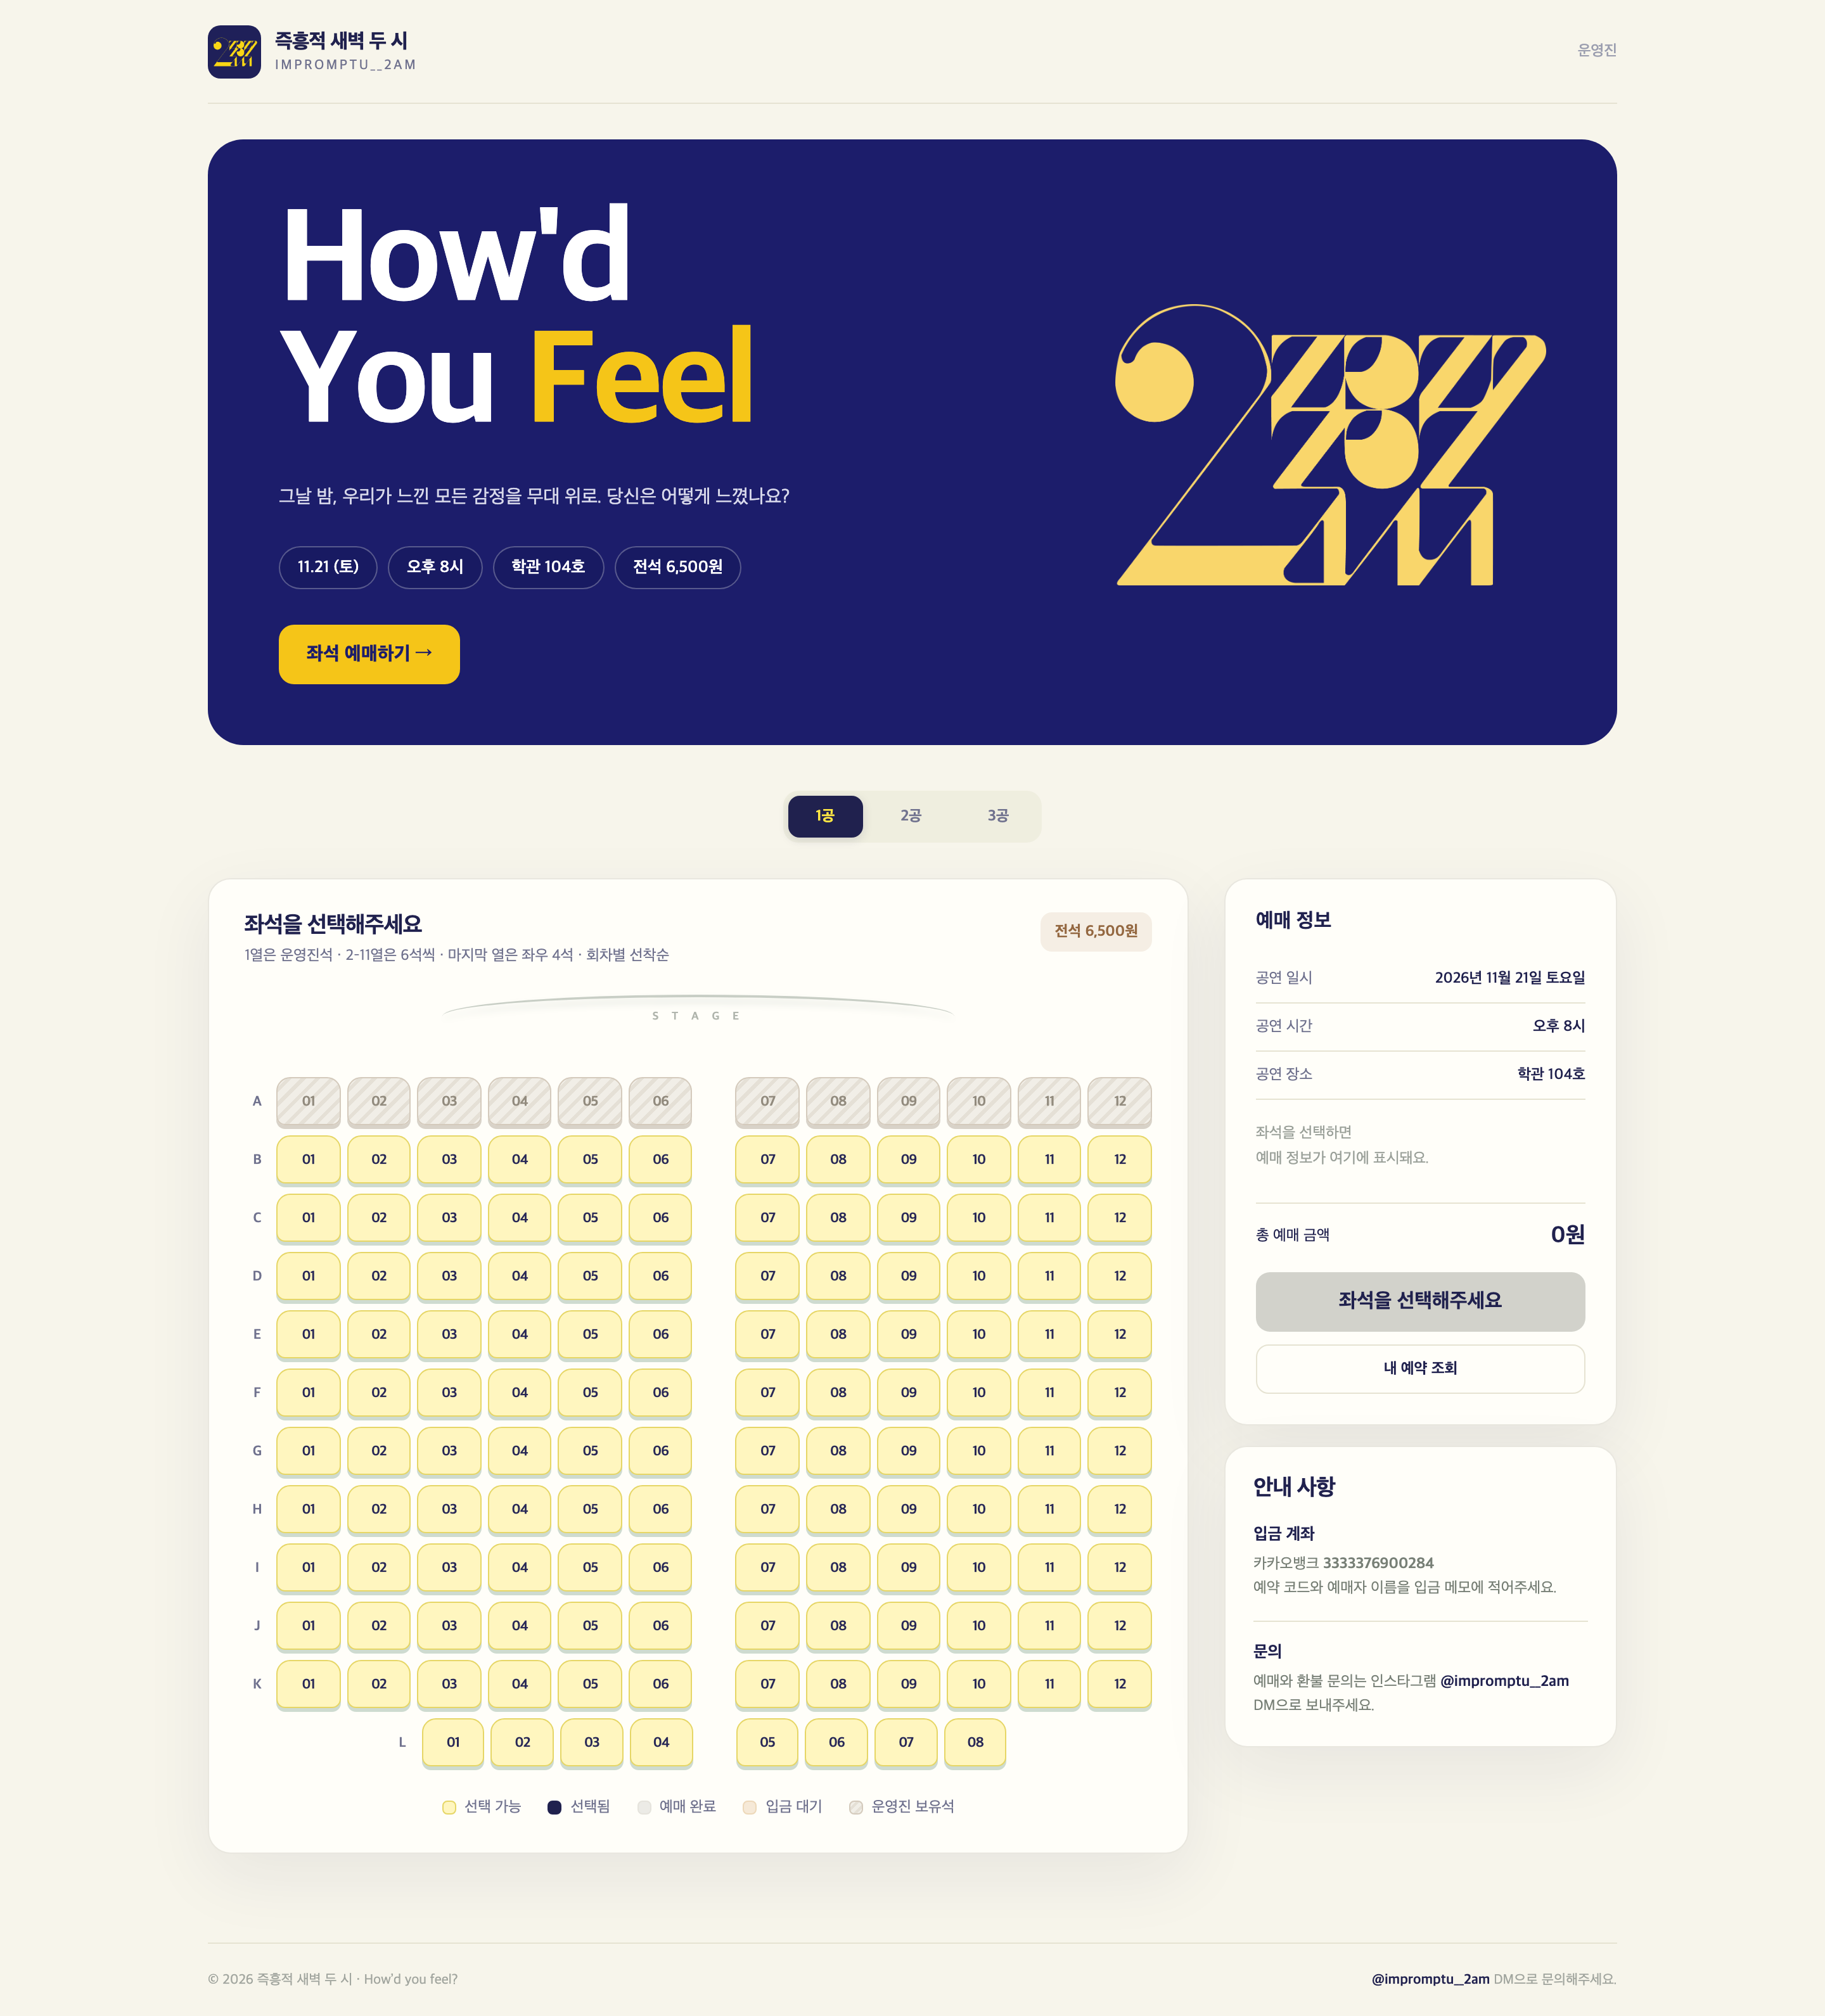 2AM
즉흥적 새벽 두 시
IMPROMPTU__2AM
운영진
How'd
You Feel
그날 밤, 우리가 느낀 모든 감정을 무대 위로. 당신은 어떻게 느꼈나요?
11.21 (토) 오후 8시 학관 104호 전석 6,500원
좌석 예매하기 →
1공 2공 3공
좌석을 선택해주세요
전석 6,500원
1열은 운영진석 · 2-11열은 6석씩 · 마지막 열은 좌우 4석 · 회차별 선착순
STAGE
A 01 02 03 04 05 06 07 08 09 10 11 12
B 01 02 03 04 05 06 07 08 09 10 11 12
C 01 02 03 04 05 06 07 08 09 10 11 12
D 01 02 03 04 05 06 07 08 09 10 11 12
E 01 02 03 04 05 06 07 08 09 10 11 12
F 01 02 03 04 05 06 07 08 09 10 11 12
G 01 02 03 04 05 06 07 08 09 10 11 12
H 01 02 03 04 05 06 07 08 09 10 11 12
I 01 02 03 04 05 06 07 08 09 10 11 12
J 01 02 03 04 05 06 07 08 09 10 11 12
K 01 02 03 04 05 06 07 08 09 10 11 12
L 01 02 03 04 05 06 07 08
선택 가능 선택됨 예매 완료 입금 대기 운영진 보유석
예매 정보
공연 일시 2026년 11월 21일 토요일
공연 시간 오후 8시
공연 장소 학관 104호
좌석을 선택하면
예매 정보가 여기에 표시돼요.
총 예매 금액 0원
좌석을 선택해주세요
내 예약 조회
안내 사항
입금 계좌
카카오뱅크 3333376900284
예약 코드와 예매자 이름을 입금 메모에 적어주세요.
문의
예매와 환불 문의는 인스타그램 @impromptu__2am
DM으로 보내주세요.
© 2026 즉흥적 새벽 두 시 · How'd you feel?
@impromptu__2am DM으로 문의해주세요.